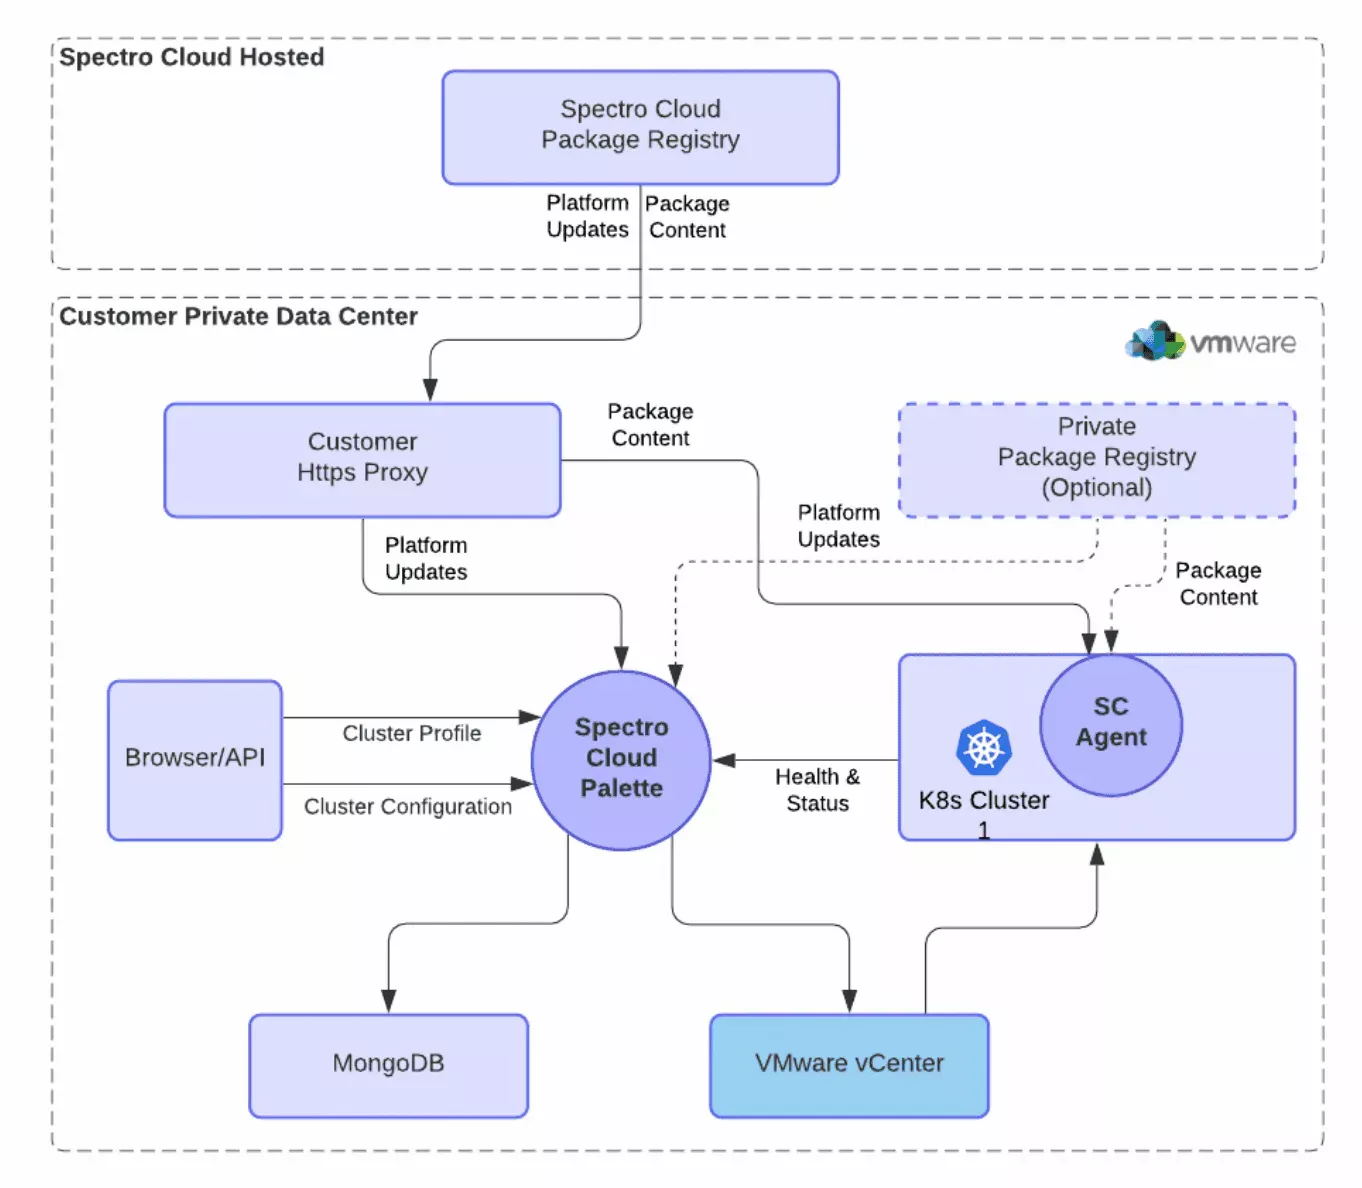 Spectro Cloud Hosted
Spectro Cloud
Package Registry
Platform
Updates
Package
Content
Customer Private Data Center
vmware
Customer
Https Proxy
Package
Content
Private
Package Registry
(Optional)
Platform
Updates
Platform
Updates
Package
Content
Browser/API
Cluster Profile
Cluster Configuration
Spectro
Cloud
Palette
Health &
Status
SC
Agent
K8s Cluster
1
MongoDB
VMware vCenter